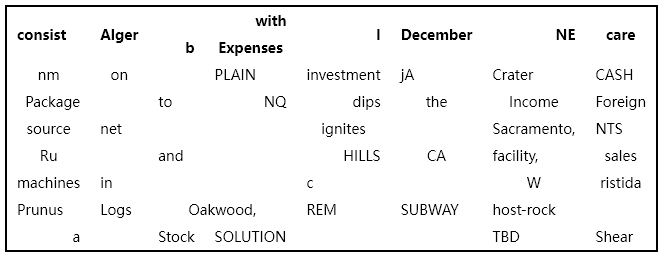 consist Alger b with Expenses I December NE care
nm on PLAIN investment jA Crater CASH
Package to NQ dips the Income Foreign
source net ignites Sacramento, NTS
Ru and HILLS CA facility, sales
machines in c W ristida
Prunus Logs Oakwood, REM SUBWAY host-rock
a Stock SOLUTION TBD Shear